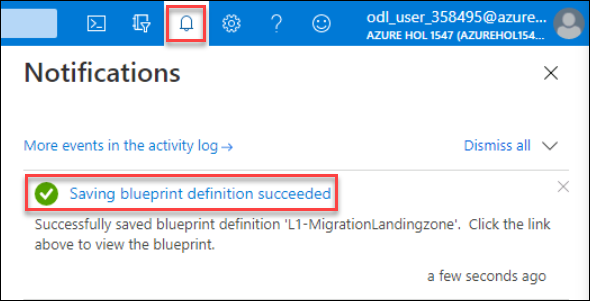 odl_user_358495@azure...
AZURE HOL 1547 (AZUREHOL154...
Notifications
More events in the activity log→
Dismiss all
Saving blueprint definition succeeded
Successfully saved blueprint definition 'L1-MigrationLandingzone'. Click the link
above to view the blueprint.
a few seconds ago